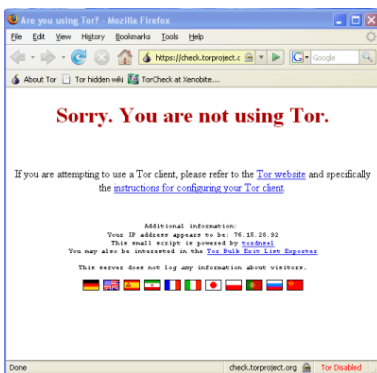 Are you using Tor? - Mozilla Firefox
File Edit View History Bookmarks Tools Help
https://check.torproject.c
Google
About Tor Tor hidden wiki TorCheck at Xenobite...
Sorry. You are not using Tor.
If you are attempting to use a Tor client, please refer to the Tor website and specifically
the instructions for configuring your Tor client.
Additional information:
Your IP address appears to be: 76.15.28.92
This small script is powered by tordnsel
You may also be interested in the Tor Bulk Exit List Exporter
This server does not log any information about visitors.
Done check.torproject.org Tor Disabled